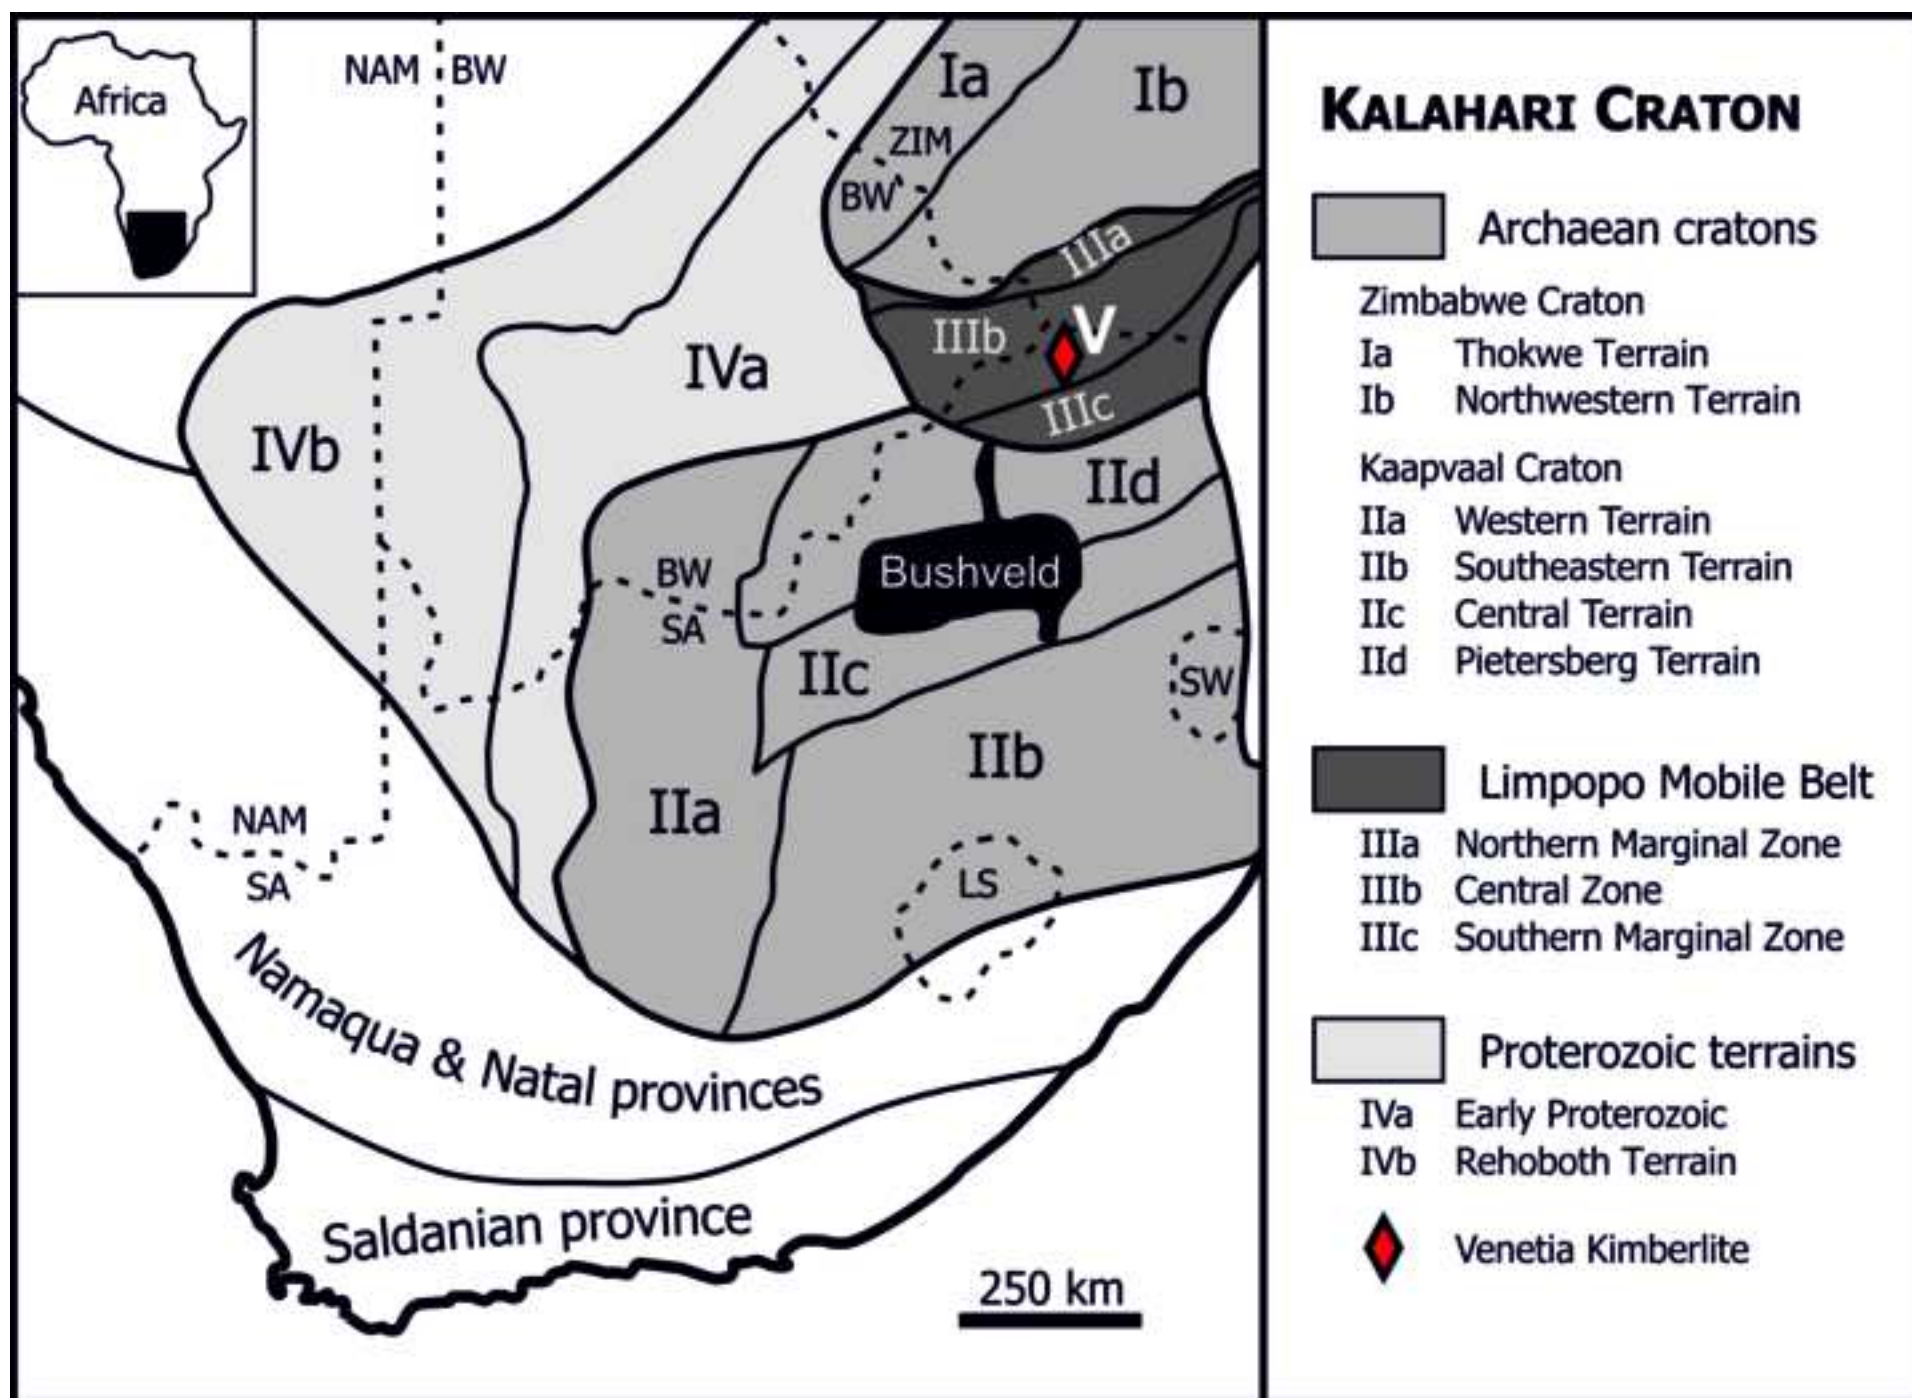 Africa
NAM
BW
Ia
Ib
ZIM
BW
IIIa
IIIb
V
IVa
IIIc
IVb
IId
BW
Bushveld
SA
IIc
SW
IIb
IIa
NAM
SA
LS
Namaqua & Natal provinces
Saldanian province
250 km
KALAHARI CRATON
Archaean cratons
Zimbabwe Craton
Ia Thokwe Terrain
Ib Northwestern Terrain
Kaapvaal Craton
IIa Western Terrain
IIb Southeastern Terrain
IIc Central Terrain
IId Pietersberg Terrain
Limpopo Mobile Belt
IIIa Northern Marginal Zone
IIIb Central Zone
IIIc Southern Marginal Zone
Proterozoic terrains
IVa Early Proterozoic
IVb Rehoboth Terrain
Venetia Kimberlite